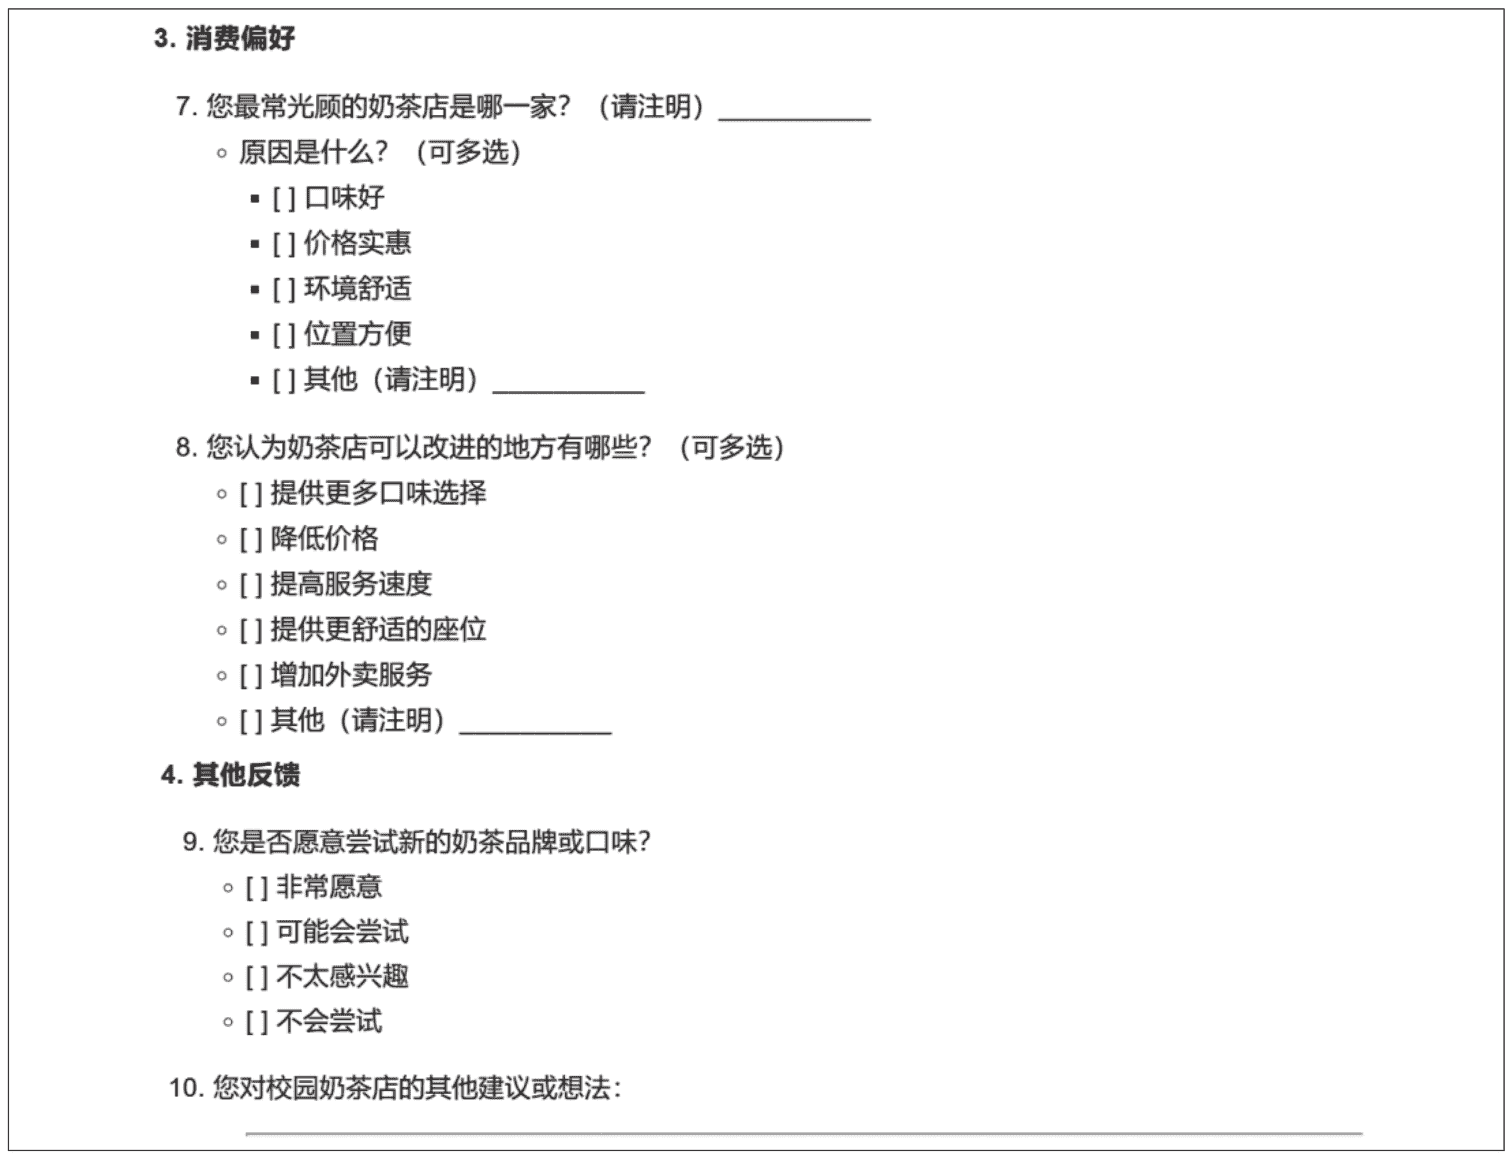 3. 消费偏好
7. 您最常光顾的奶茶店是哪一家？（请注明）__________
○ 原因是什么？（可多选）
▪ [ ] 口味好
▪ [ ] 价格实惠
▪ [ ] 环境舒适
▪ [ ] 位置方便
▪ [ ] 其他（请注明）__________
8. 您认为奶茶店可以改进的地方有哪些？（可多选）
○ [ ] 提供更多口味选择
○ [ ] 降低价格
○ [ ] 提高服务速度
○ [ ] 提供更舒适的座位
○ [ ] 增加外卖服务
○ [ ] 其他（请注明）__________
4. 其他反馈
9. 您是否愿意尝试新的奶茶品牌或口味？
○ [ ] 非常愿意
○ [ ] 可能会尝试
○ [ ] 不太感兴趣
○ [ ] 不会尝试
10. 您对校园奶茶店的其他建议或想法：